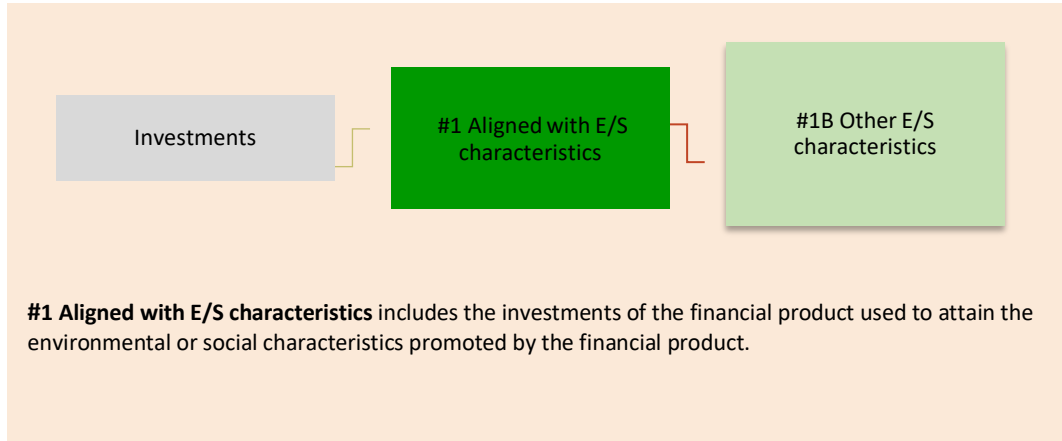 Investments
#1 Aligned with E/S
characteristics
#1B Other E/S
characteristics
#1 Aligned with E/S characteristics includes the investments of the financial product used to attain the
environmental or social characteristics promoted by the financial product.